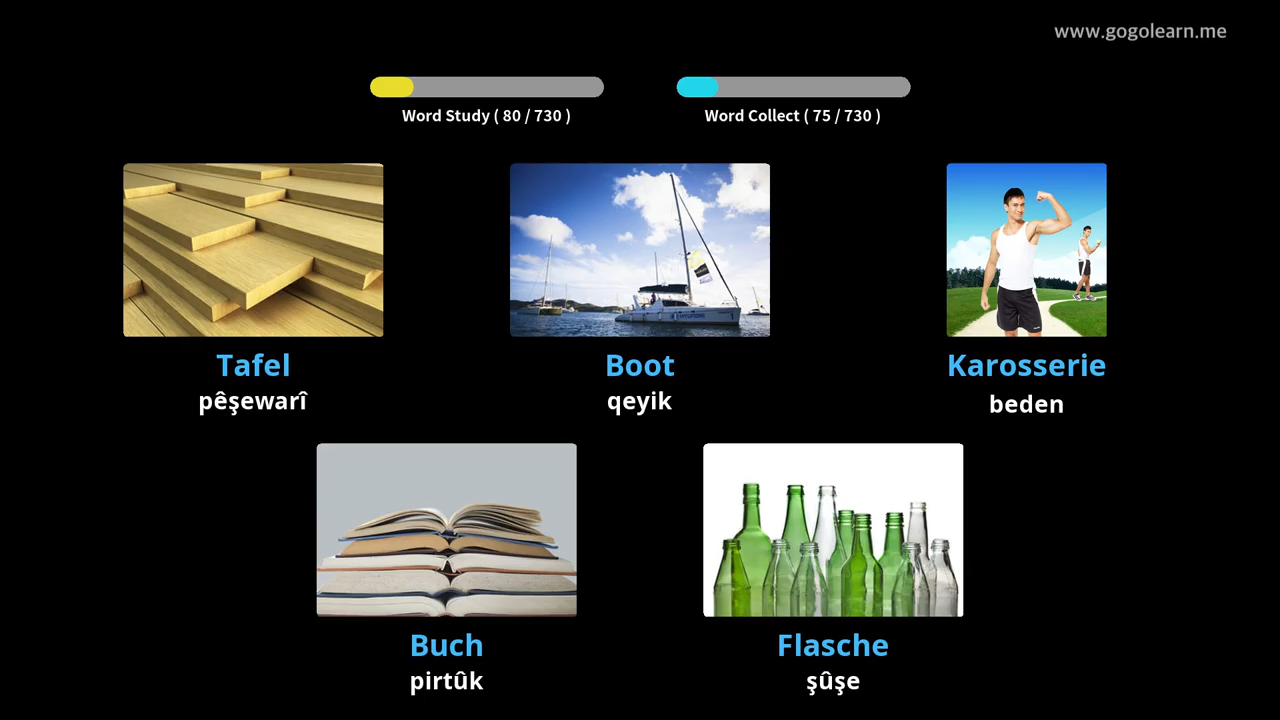 www.gogolearn.me
Word Study ( 80 / 730 )
Word Collect ( 75 / 730 )
Tafel
pêşewarî
Boot
qeyik
Karosserie
beden
Buch
pirtûk
Flasche
şûşe